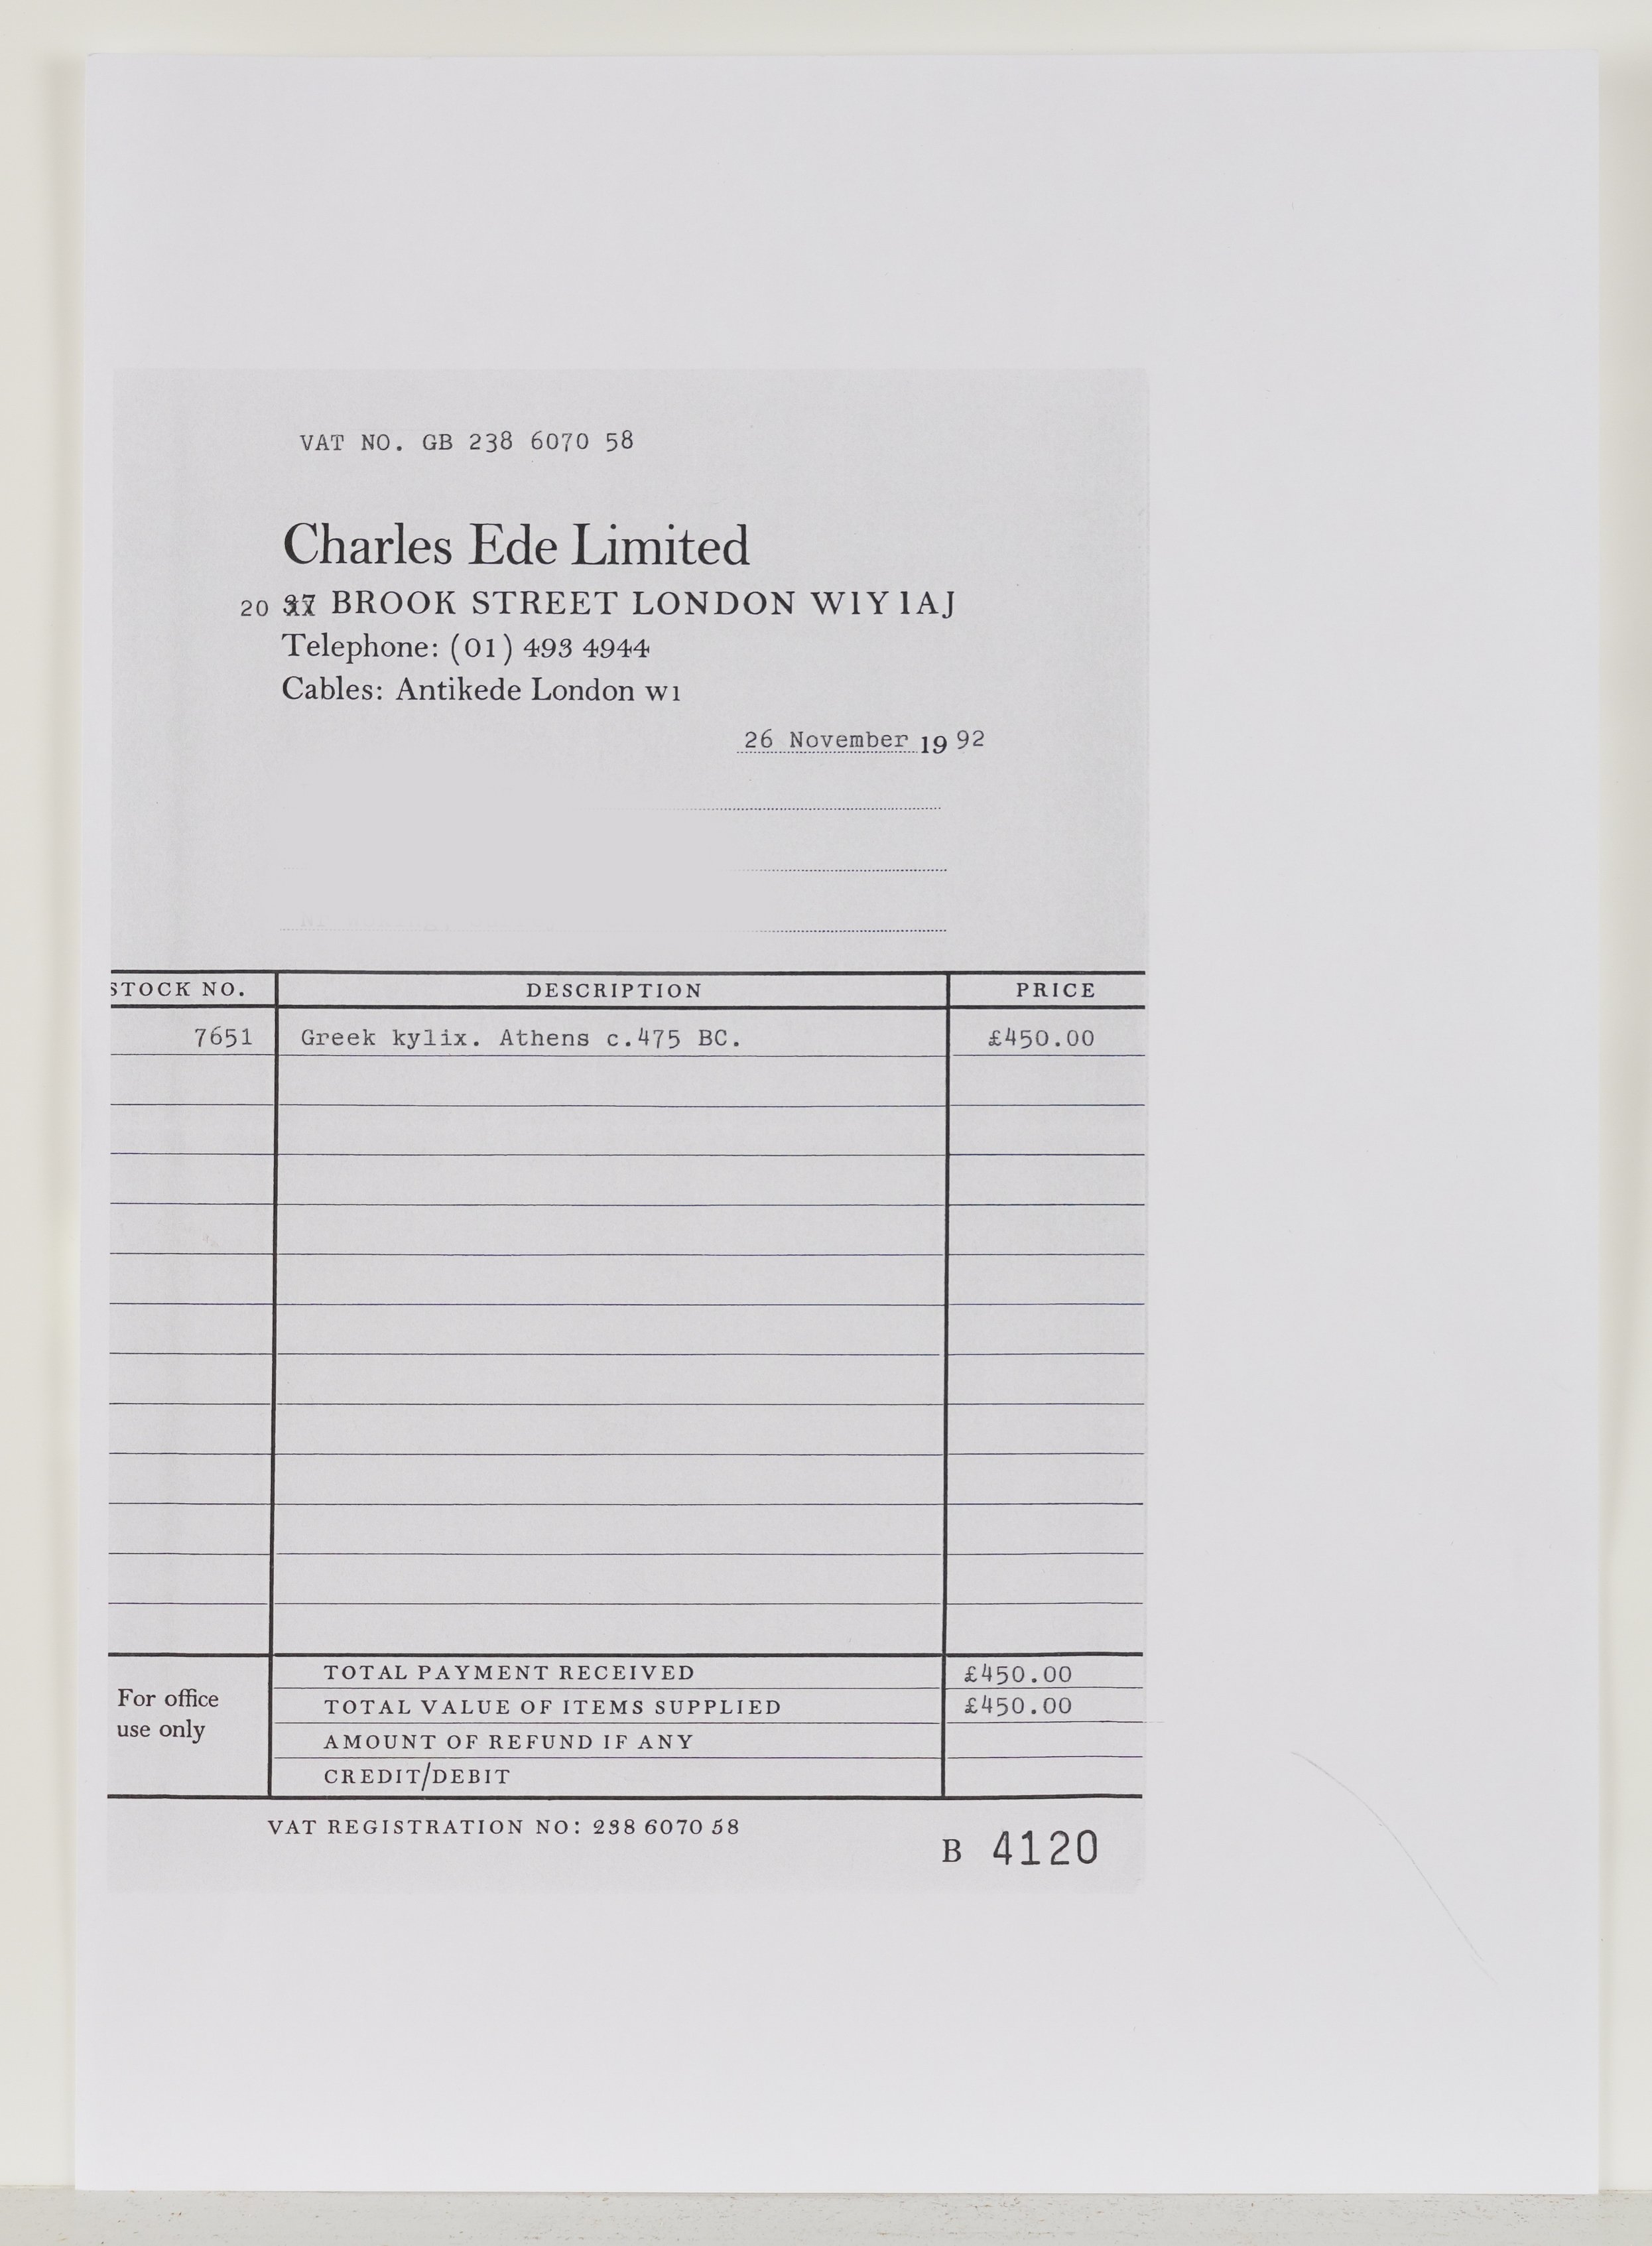 VAT NO. GB 238 6070 58
Charles Ede Limited
20 37 BROOK STREET LONDON W1Y 1AJ
Telephone: (01) 493 4944
Cables: Antikede London W1
26 November 19 92
STOCK NO. DESCRIPTION PRICE
7651 Greek kylix. Athens c.475 BC. £450.00
For office use only
TOTAL PAYMENT RECEIVED £450.00
TOTAL VALUE OF ITEMS SUPPLIED £450.00
AMOUNT OF REFUND IF ANY
CREDIT/DEBIT
VAT REGISTRATION NO: 238 6070 58
B 4120